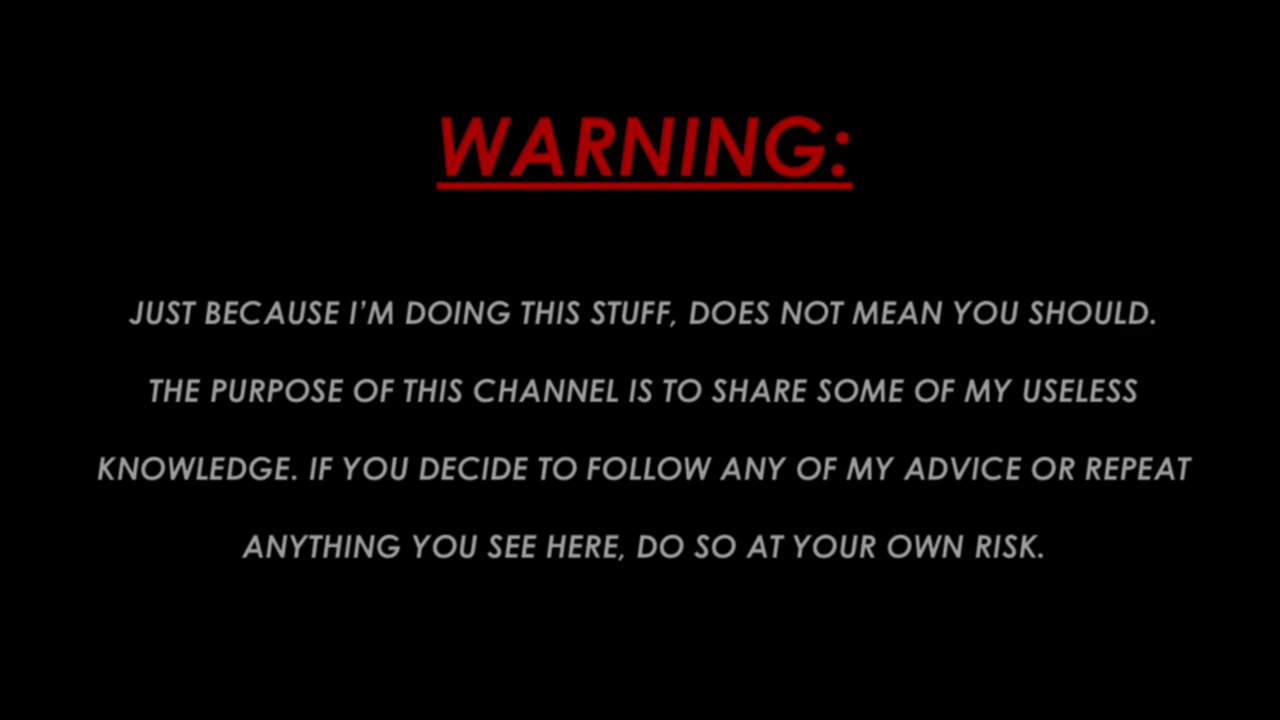 WARNING:
JUST BECAUSE I'M DOING THIS STUFF, DOES NOT MEAN YOU SHOULD.
THE PURPOSE OF THIS CHANNEL IS TO SHARE SOME OF MY USELESS
KNOWLEDGE. IF YOU DECIDE TO FOLLOW ANY OF MY ADVICE OR REPEAT
ANYTHING YOU SEE HERE, DO SO AT YOUR OWN RISK.